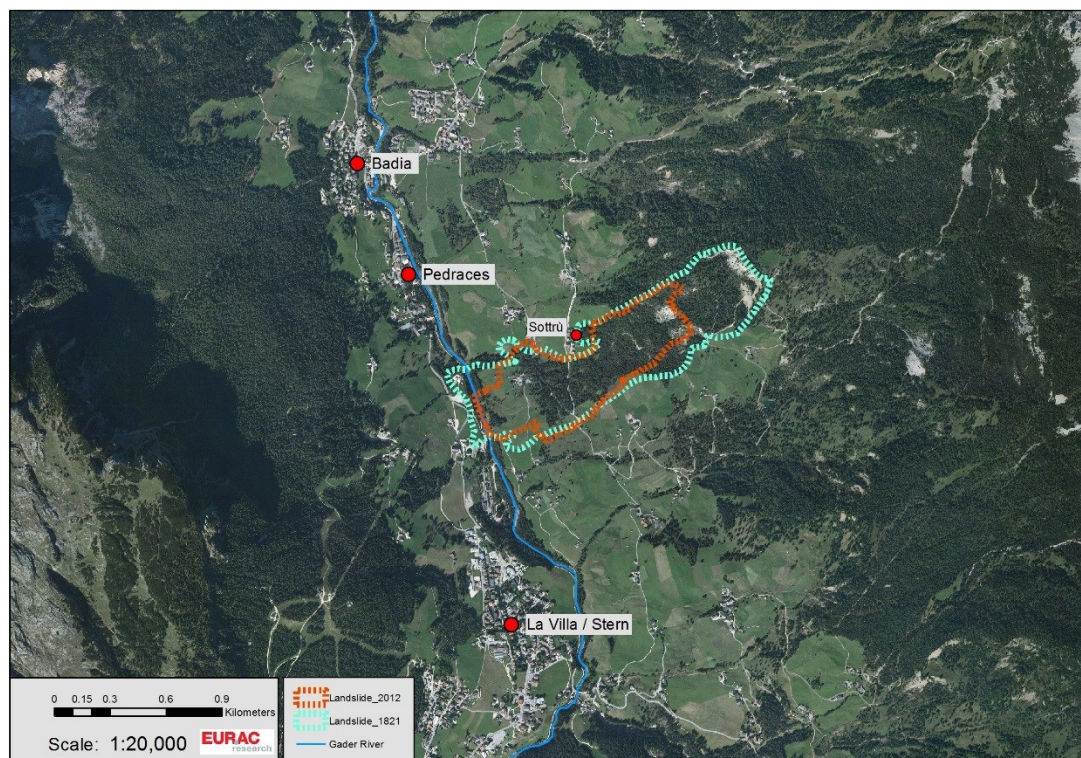 Badia
Pedraces
Sottrù
La Villa / Stern
0 0.15 0.3 0.6 0.9
Kilometers
Scale: 1:20,000
EURAC
research
Landslide_2012
Landslide_1821
Gader River